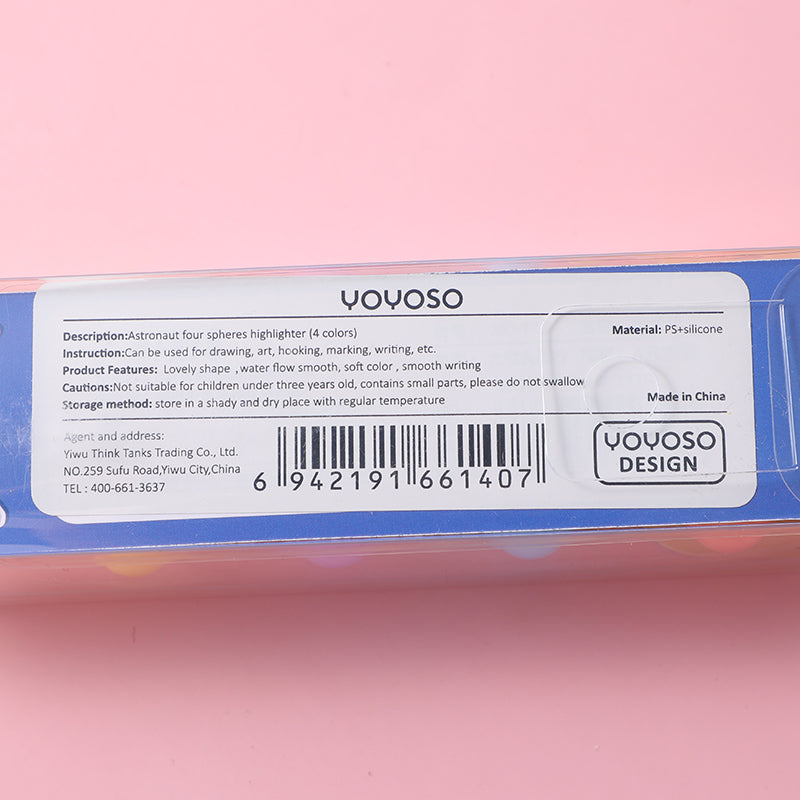 YOYOSO
Description:Astronaut four spheres highlighter (4 colors)
Material: PS+silicone
Instruction:Can be used for drawing, art, hooking, marking, writing, etc.
Product Features: Lovely shape ,water flow smooth, soft color , smooth writing
Cautions:Not suitable for children under three years old, contains small parts, please do not swallow
Storage method: store in a shady and dry place with regular temperature
Made in China
Agent and address:
Yiwu Think Tanks Trading Co., Ltd.
NO.259 Sufu Road,Yiwu City,China
TEL : 400-661-3637
6 942191 661407
YOYOSO
DESIGN